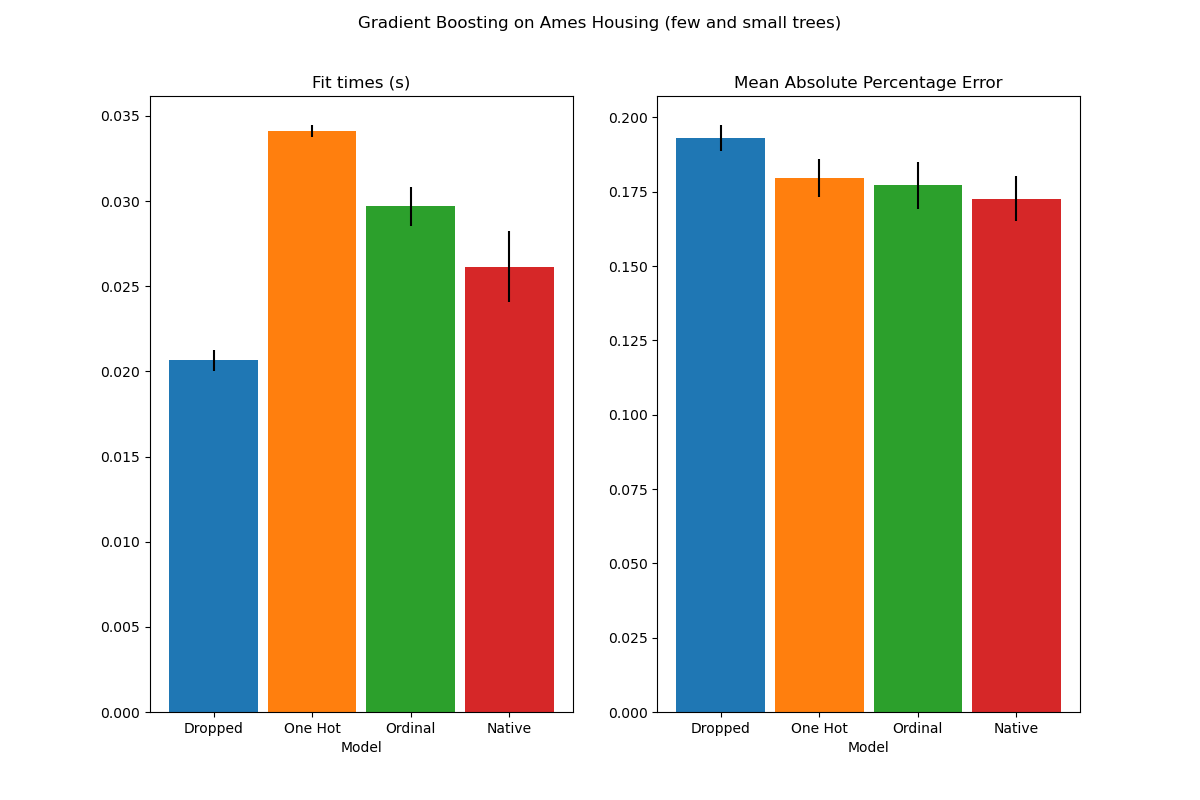 Gradient Boosting on Ames Housing (few and small trees)
Fit times (s)
0.035
0.030
0.025
0.020
0.015
0.010
0.005
0.000
Dropped One Hot Ordinal Native
Model
Mean Absolute Percentage Error
0.200
0.175
0.150
0.125
0.100
0.075
0.050
0.025
0.000
Dropped One Hot Ordinal Native
Model